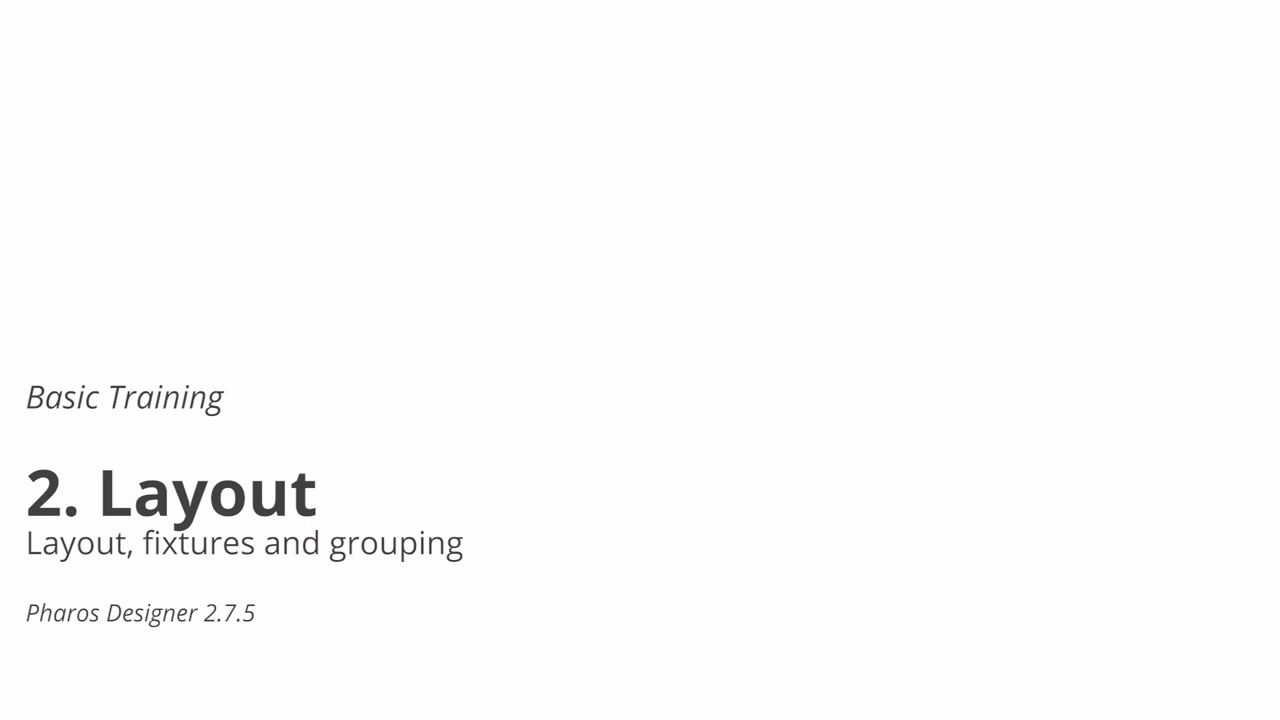 Basic Training
2. Layout
Layout, fixtures and grouping
Pharos Designer 2.7.5